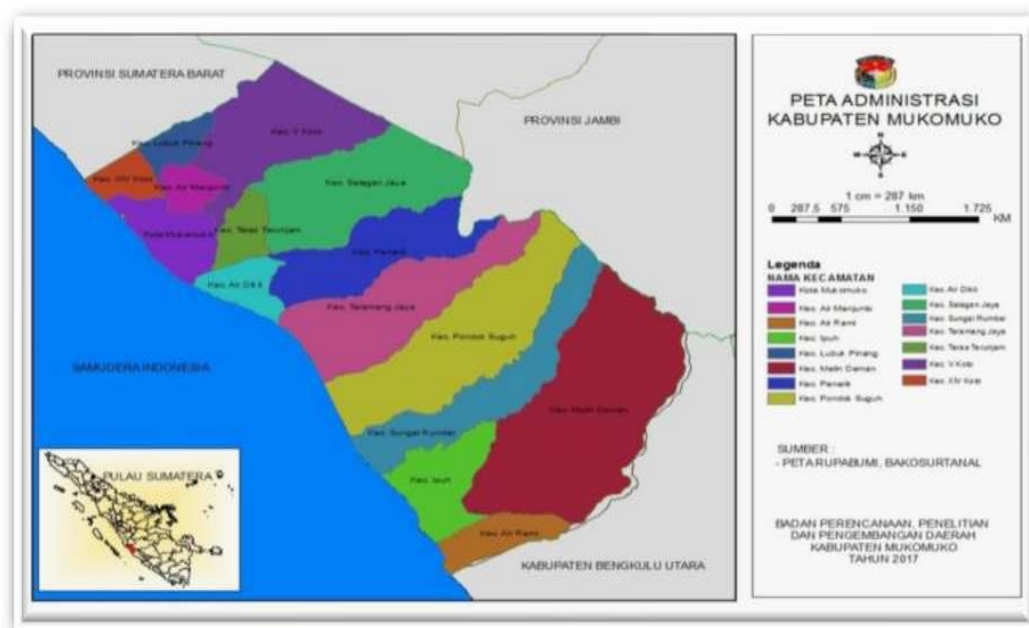 PROVINSI SUMATERA BARAT
PROVINSI JAMBI
Kec. V Koto
Kec. Lubuk Pinang
Kec. XIV Koto
Kec. Air Manjunto
Kec. Selagan Jaya
Kota Mukomuko
Kec. Teras Terunjam
Kec. Penarik
Kec. Air Dikit
Kec. Teramang Jaya
Kec. Pondok Suguh
SAMUDERA INDONESIA
Kec. Malin Deman
Kec. Sungai Rumbai
Kec. Ipuh
Kec. Air Rami
KABUPATEN BENGKULU UTARA
PULAU SUMATERA
PETA ADMINISTRASI
KABUPATEN MUKOMUKO
N
W
E
S
1 cm = 287 km
0 287.5 575 1.150 1.725
KM
Legenda
NAMA KECAMATAN
Kota Mukomuko
Kec. Air Manjunto
Kec. Air Rami
Kec. Ipuh
Kec. Lubuk Pinang
Kec. Malin Deman
Kec. Penarik
Kec. Pondok Suguh
Kec. Air Dikit
Kec. Selagan Jaya
Kec. Sungai Rumbai
Kec. Teramang Jaya
Kec. Teras Terunjam
Kec. V Koto
Kec. XIV Koto
SUMBER :
- PETA RUPABUMI, BAKOSURTANAL
BADAN PERENCANAAN, PENELITIAN
DAN PENGEMBANGAN DAERAH
KABUPATEN MUKOMUKO
TAHUN 2017